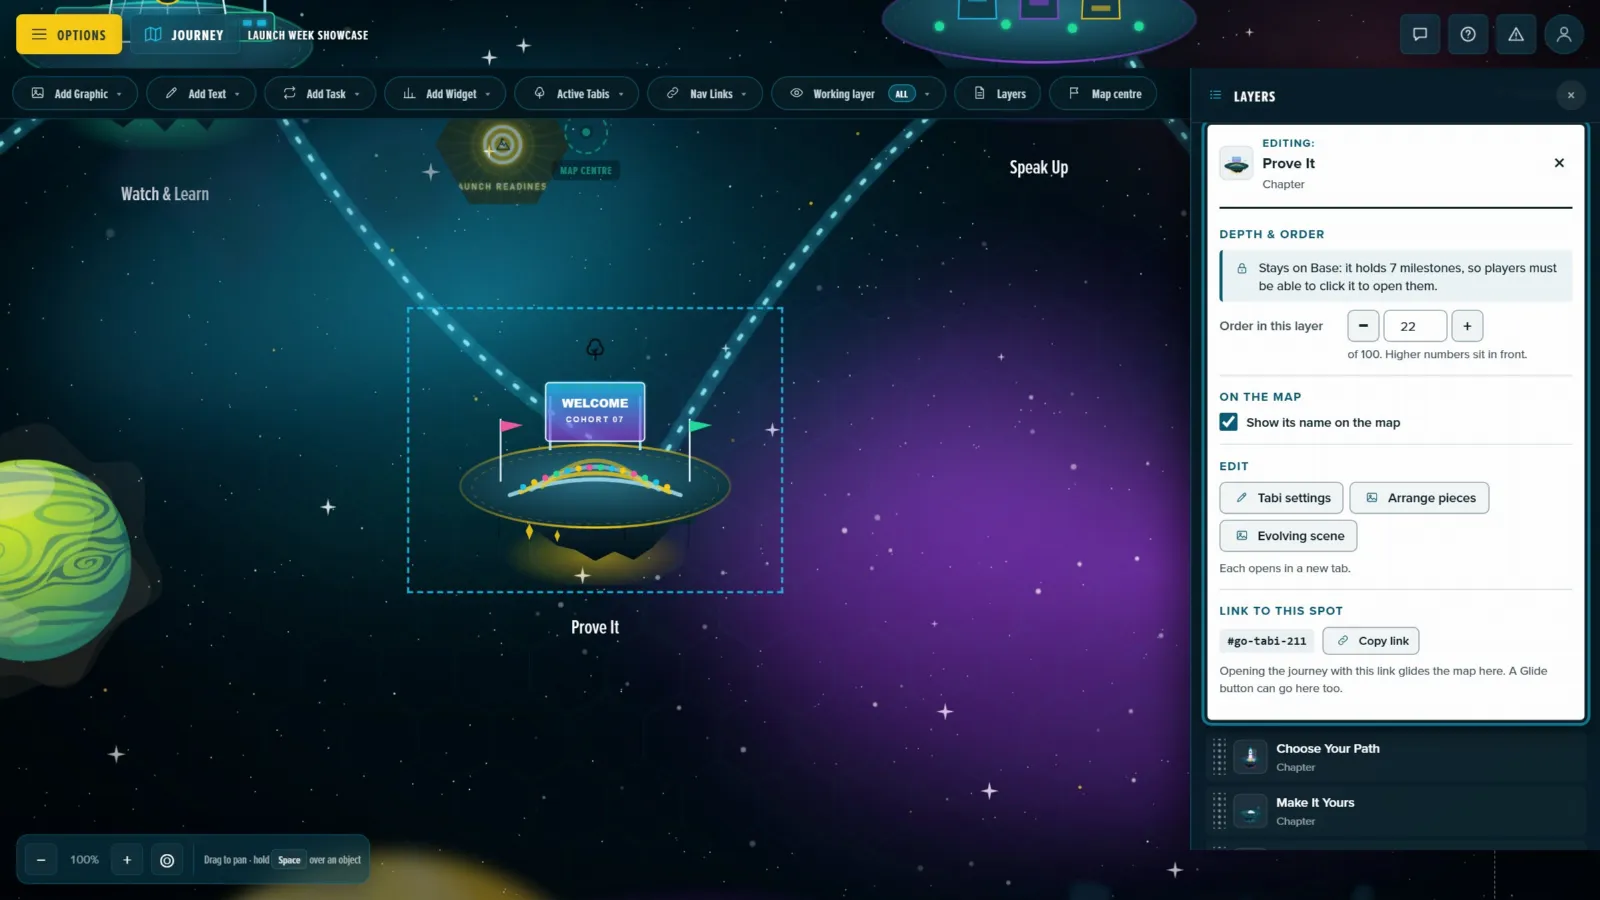 OPTIONS
JOURNEY
LAUNCH WEEK SHOWCASE
Add Graphic
Add Text
Add Task
Add Widget
Active Tabis
Nav Links
Working layer ALL
Layers
Map centre
Watch & Learn
MAP CENTRE
AUNCH READINES
Speak Up
WELCOME
COHORT 07
Prove It
100%
Drag to pan · hold Space over an object
LAYERS
EDITING:
Prove It
Chapter
DEPTH & ORDER
Stays on Base: it holds 7 milestones, so players must
be able to click it to open them.
Order in this layer
22
of 100. Higher numbers sit in front.
ON THE MAP
Show its name on the map
EDIT
Tabi settings
Arrange pieces
Evolving scene
Each opens in a new tab.
LINK TO THIS SPOT
#go-tabi-211
Copy link
Opening the journey with this link glides the map here. A Glide
button can go here too.
Choose Your Path
Chapter
Make It Yours
Chapter